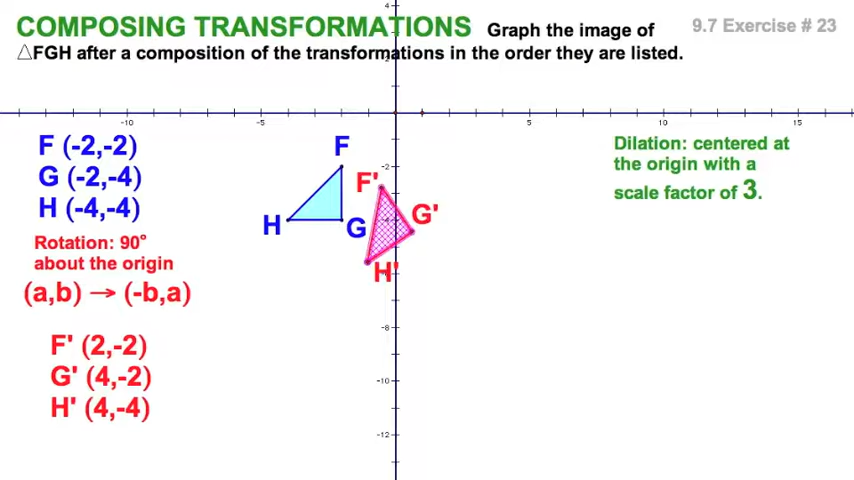 COMPOSING TRANSFORMATIONS Graph the image of
△FGH after a composition of the transformations in the order they are listed.
9.7 Exercise # 23
4
2
-10
-5
5
10
15
-2
-4
-6
-8
-10
-12
F (-2,-2)
G (-2,-4)
H (-4,-4)
Rotation: 90°
about the origin
(a,b) → (-b,a)
F' (2,-2)
G' (4,-2)
H' (4,-4)
F
H
G
F'
G'
H'
Dilation: centered at
the origin with a
scale factor of 3.